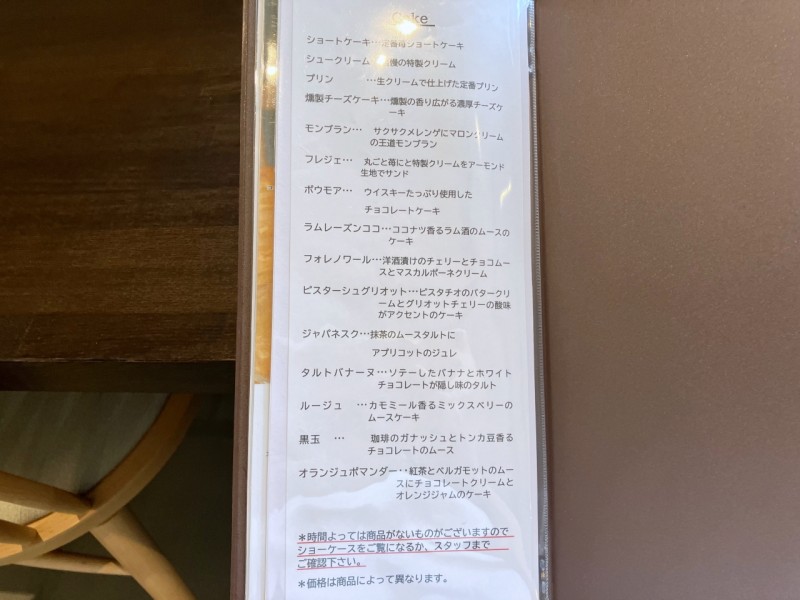 Cake
ショートケーキ…定番苺ショートケーキ
シュークリーム 慢の特製クリーム
プリン …生クリームで仕上げた定番プリン
燻製チーズケーキ…燻製の香り広がる濃厚チーズケ
ーキ
モンブラン… サクサクメレンゲにマロンクリーム
の王道モンブラン
フレジェ… 丸ごと苺にと特製クリームをアーモンド
生地でサンド
ボウモア… ウイスキーたっぷり使用した
チョコレートケーキ
ラムレーズンココ…ココナツ香るラム酒のムースの
ケーキ
フォレノワール…洋酒漬けのチェリーとチョコムー
スとマスカルポーネクリーム
ピスターシュグリオット…ピスタチオのバタークリ
ームとグリオットチェリーの酸味
がアクセントのケーキ
ジャパネスク…抹茶のムースタルトに
アプリコットのジュレ
タルトバナーヌ…ソテーしたバナナとホワイト
チョコレートが隠し味のタルト
ルージュ …カモミール香るミックスベリーの
ムースケーキ
黒玉 … 珈琲のガナッシュとトンカ豆香る
チョコレートのムース
オランジュポマンダー‥紅茶とベルガモットのムー
スにチョコレートクリームと
オレンジジャムのケーキ
＊時間よっては商品がないものがございますので
ショーケースをご覧になるか、スタッフまで
ご確認下さい。
＊価格は商品によって異なります。